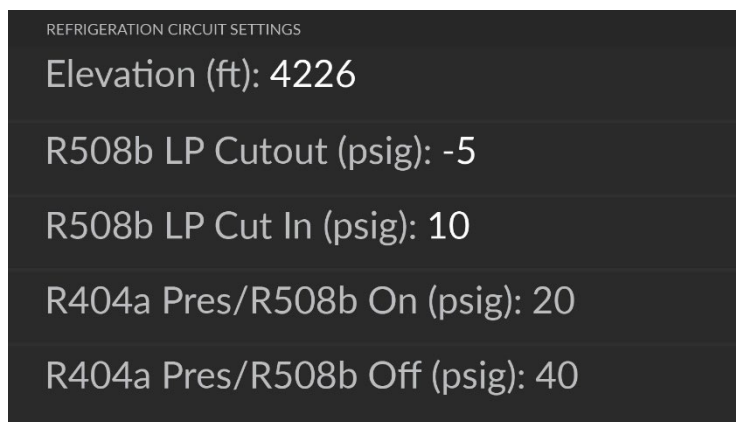 REFRIGERATION CIRCUIT SETTINGS
Elevation (ft): 4226
R508b LP Cutout (psig): -5
R508b LP Cut In (psig): 10
R404a Pres/R508b On (psig): 20
R404a Pres/R508b Off (psig): 40